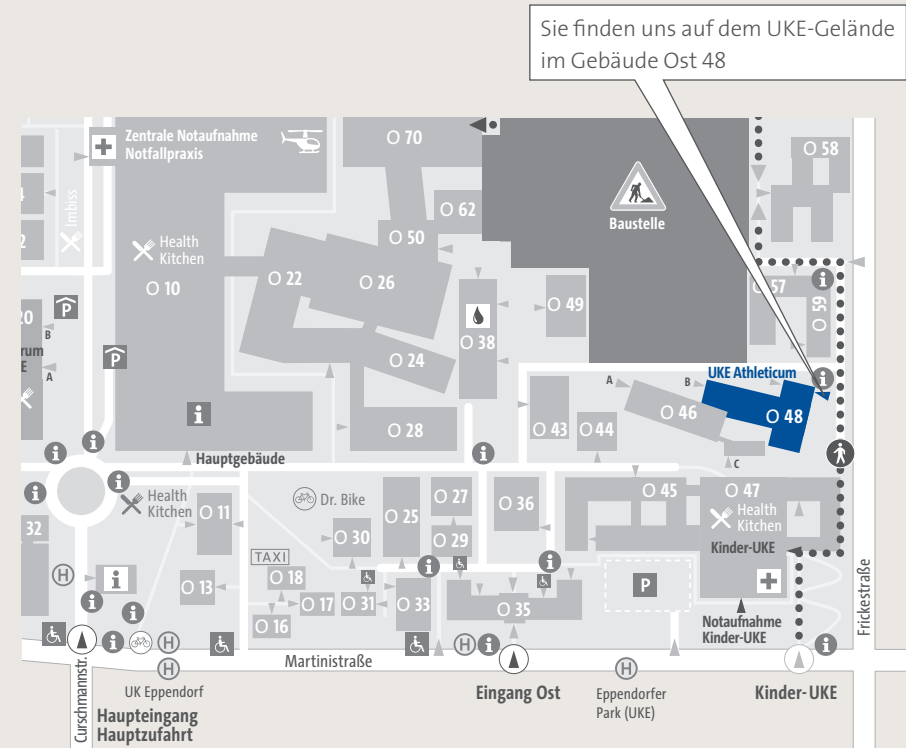 Sie finden uns auf dem UKE-Gelände
im Gebäude Ost 48
Zentrale Notaufnahme
Notfallpraxis
O 70
O 58
Imbiss
O 62
Baustelle
Health
Kitchen
O 10
O 50
O 22
O 26
O 57
O 59
O 49
O 38
20
B
A
rum
E
P
P
O 24
UKE Athleticum
A
B
O 46
O 48
C
O 43
O 44
O 28
Hauptgebäude
Health
Kitchen
O 11
Dr. Bike
O 25
O 27
O 36
O 45
O 47
Health
Kitchen
Kinder-UKE
32
O 30
O 29
TAXI
O 18
O 13
O 17
O 31
O 33
O 35
P
O 16
Notaufnahme
Kinder-UKE
Frickestraße
H
H
H
H
H
Martinistraße
Curschmannstr.
UK Eppendorf
Haupteingang
Hauptzufahrt
Eingang Ost
Eppendorfer
Park (UKE)
Kinder-UKE